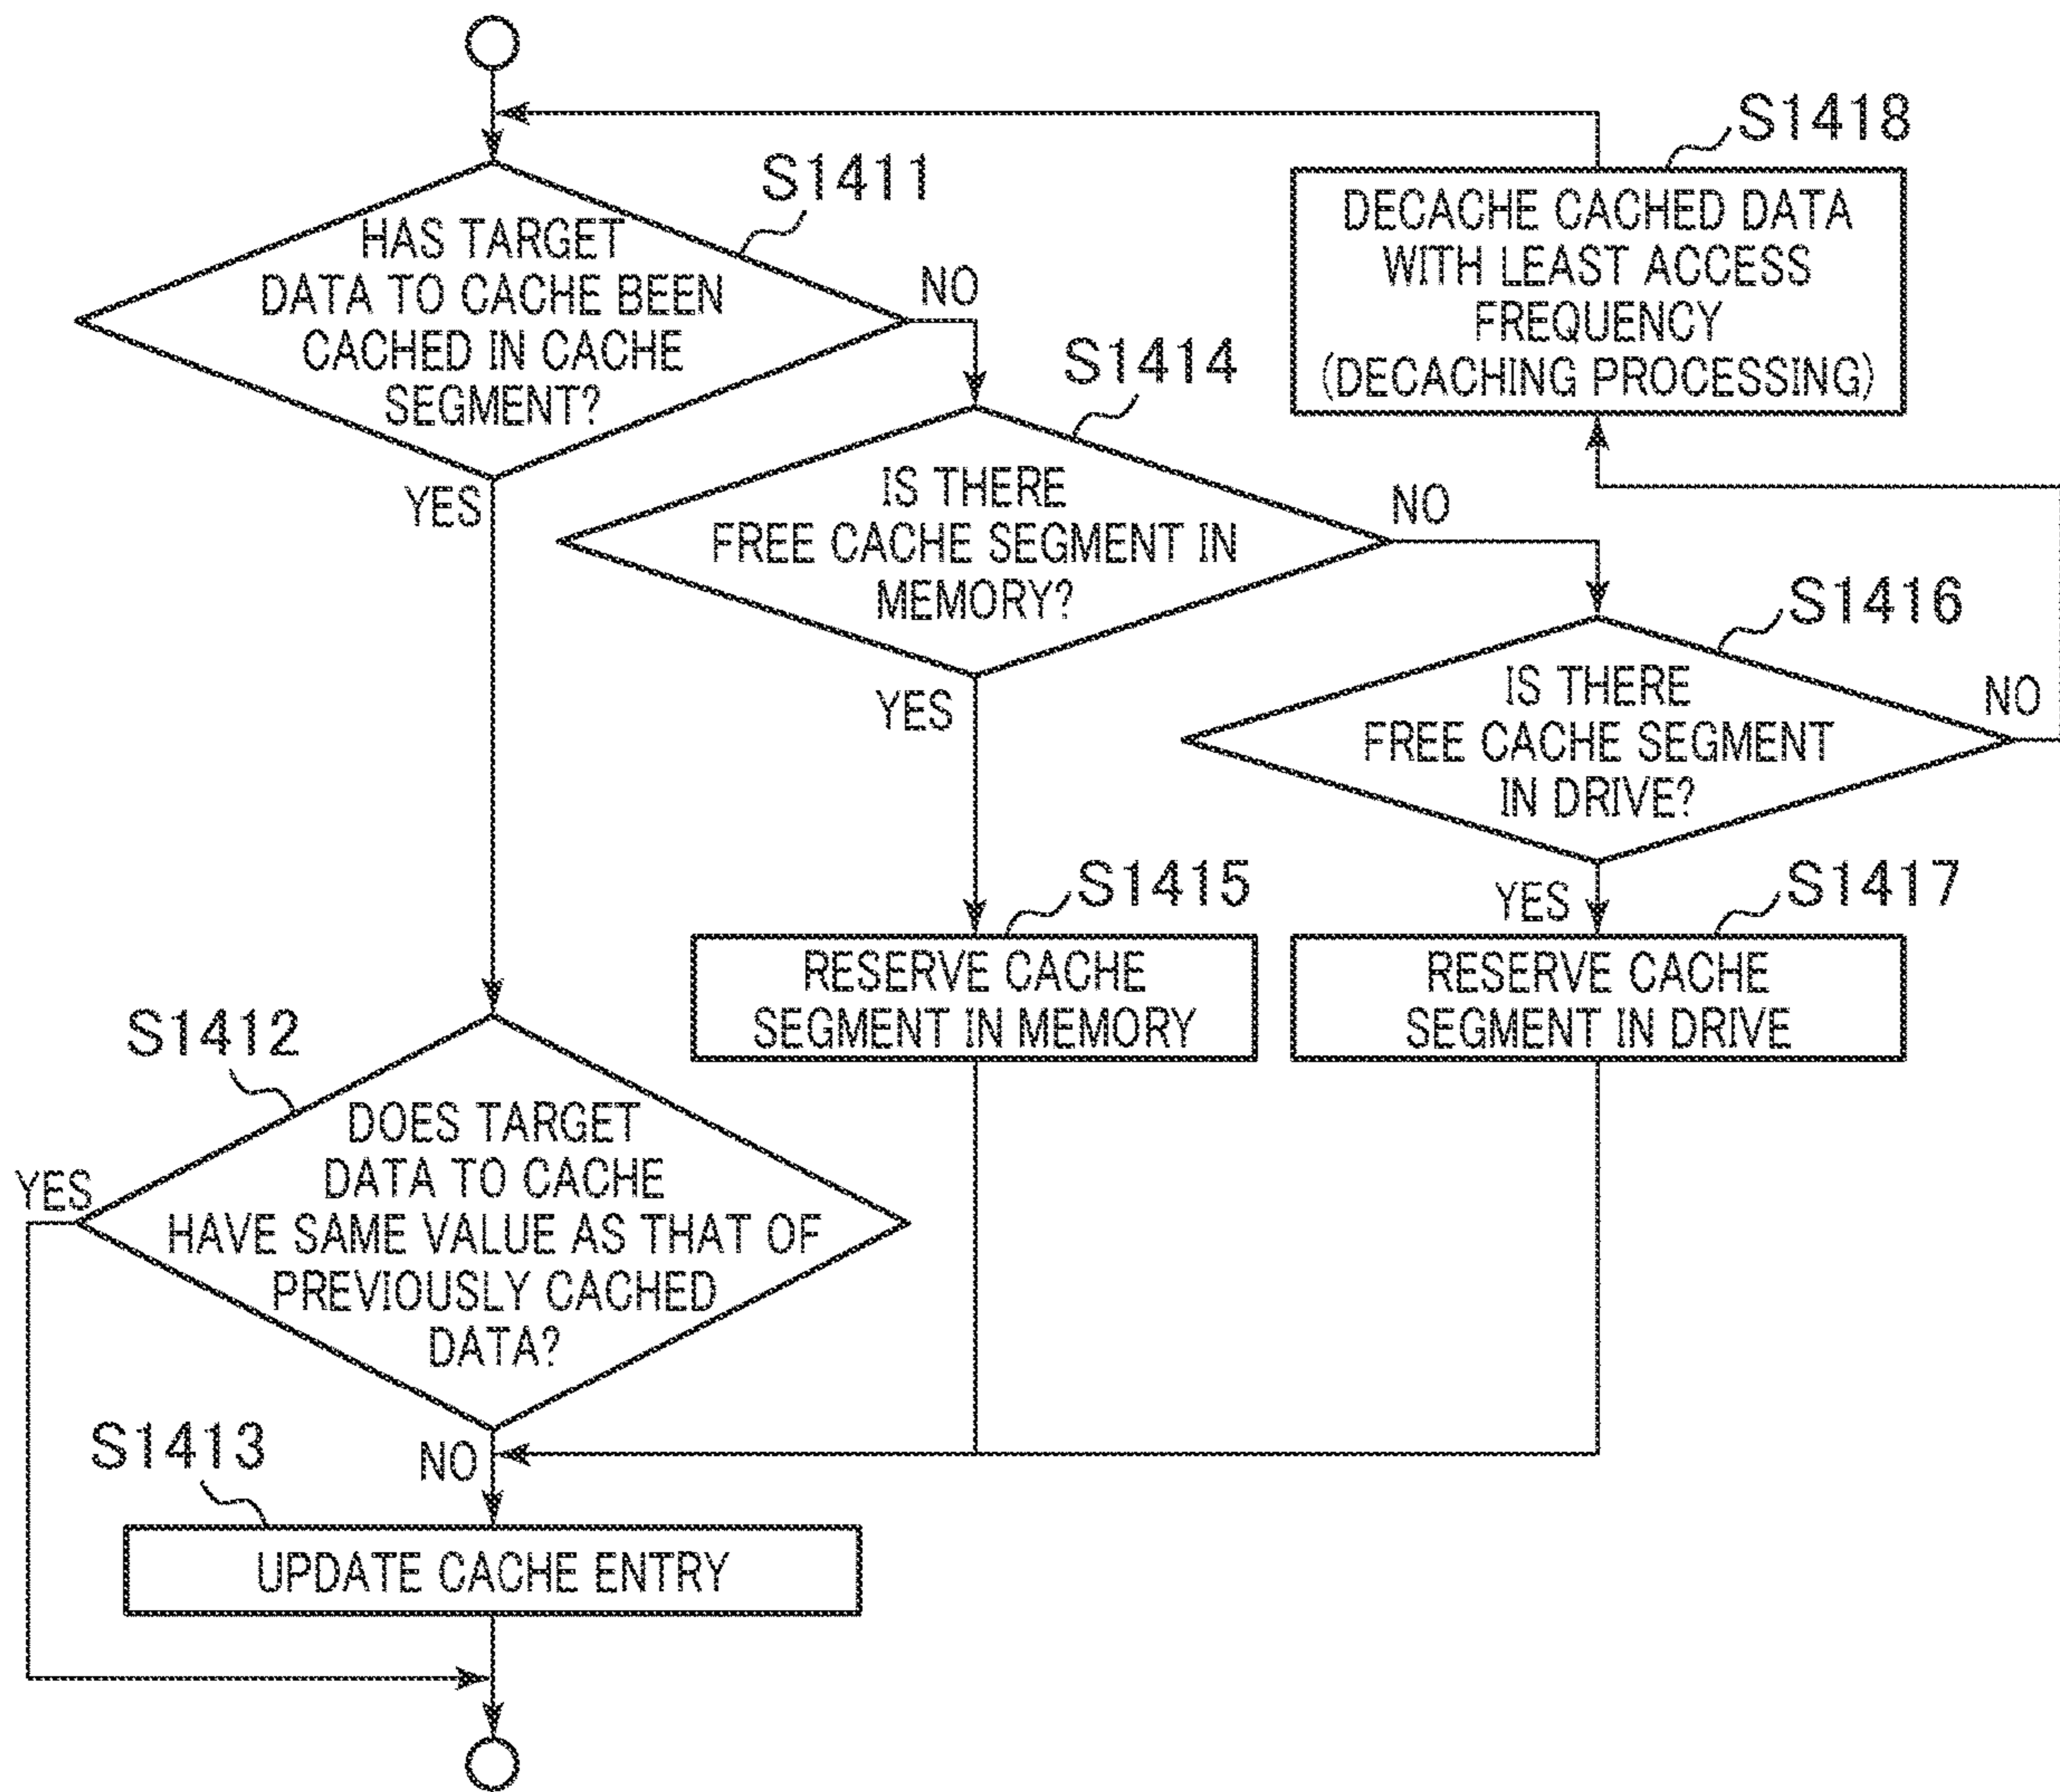 S1411
HAS TARGET
DATA TO CACHE BEEN
CACHED IN CACHE
SEGMENT?
NO
YES
S1418
DECACHE CACHED DATA
WITH LEAST ACCESS
FREQUENCY
(DECACHING PROCESSING)
S1414
IS THERE
FREE CACHE SEGMENT IN
MEMORY?
NO
YES
S1416
IS THERE
FREE CACHE SEGMENT
IN DRIVE?
NO
YES
S1415
RESERVE CACHE
SEGMENT IN MEMORY
S1417
RESERVE CACHE
SEGMENT IN DRIVE
S1412
DOES TARGET
DATA TO CACHE
HAVE SAME VALUE AS THAT OF
PREVIOUSLY CACHED
DATA?
YES
NO
S1413
UPDATE CACHE ENTRY